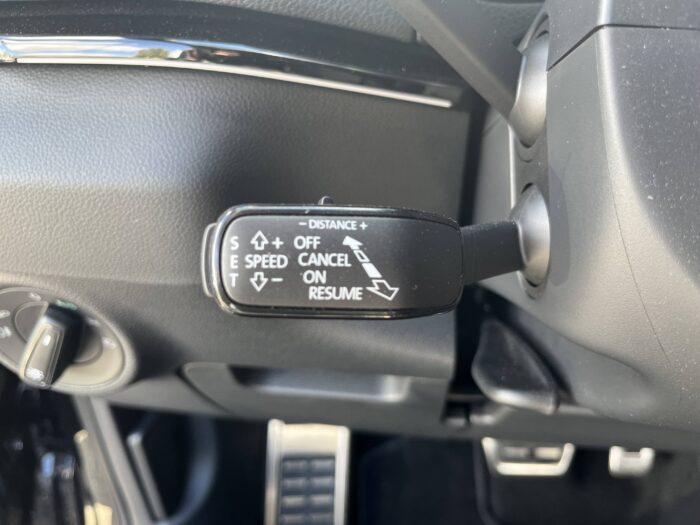 - DISTANCE +
S + OFF
E SPEED CANCEL
T - ON
RESUME